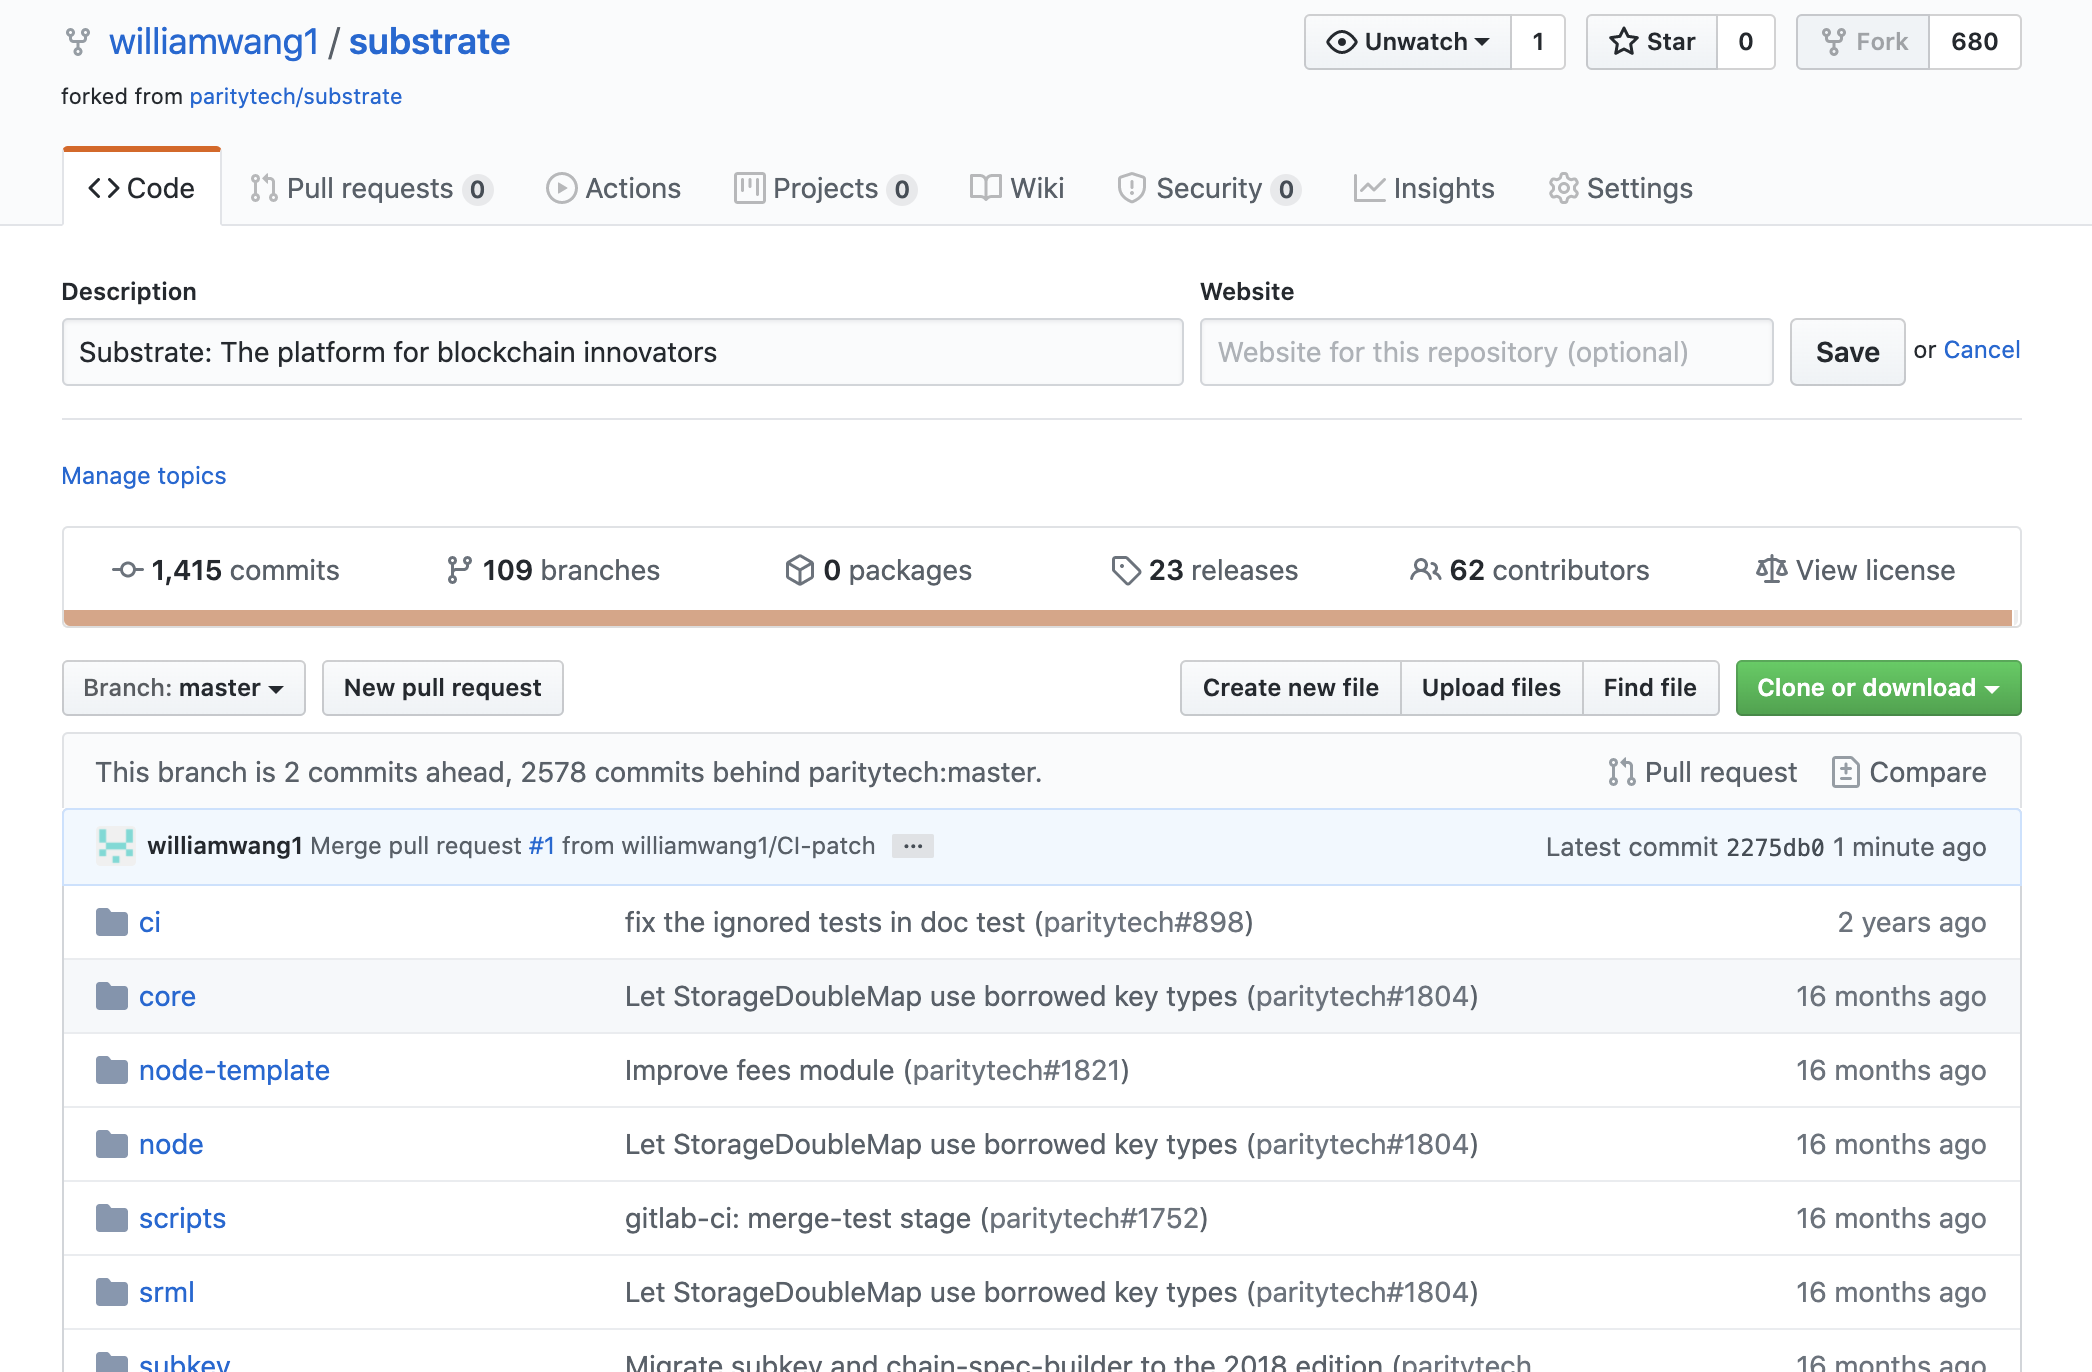 williamwang1 / substrate
Unwatch 1 Star 0 Fork 680
forked from paritytech/substrate
Code Pull requests 0 Actions Projects 0 Wiki Security 0 Insights Settings
Description Website
Substrate: The platform for blockchain innovators Website for this repository (optional) Save or Cancel
Manage topics
1,415 commits 109 branches 0 packages 23 releases 62 contributors View license
Branch: master New pull request Create new file Upload files Find file Clone or download
This branch is 2 commits ahead, 2578 commits behind paritytech:master. Pull request Compare
williamwang1 Merge pull request #1 from williamwang1/CI-patch ... Latest commit 2275db0 1 minute ago
ci fix the ignored tests in doc test (paritytech#898) 2 years ago
core Let StorageDoubleMap use borrowed key types (paritytech#1804) 16 months ago
node-template Improve fees module (paritytech#1821) 16 months ago
node Let StorageDoubleMap use borrowed key types (paritytech#1804) 16 months ago
scripts gitlab-ci: merge-test stage (paritytech#1752) 16 months ago
srml Let StorageDoubleMap use borrowed key types (paritytech#1804) 16 months ago
subkey Migrate subkey and chain-spec-builder to the 2018 edition (paritytech 16 months ago